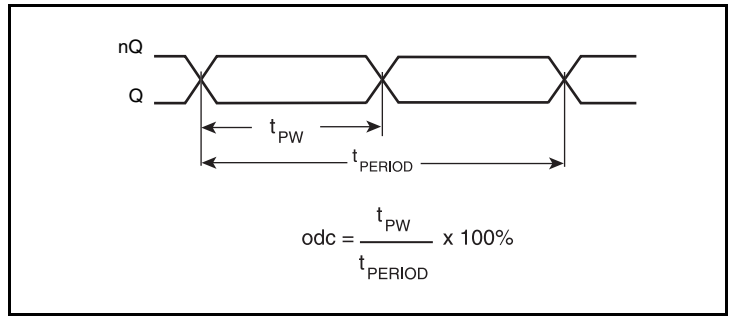 nQ
Q
tPW
tPERIOD
odc = tPW / tPERIOD x 100%